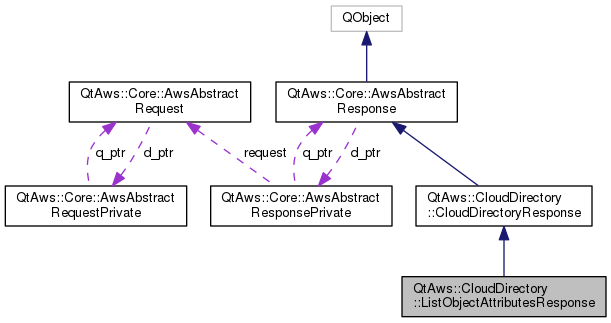 QObject
QtAws::Core::AwsAbstract
Request
QtAws::Core::AwsAbstract
Response
q_ptr
d_ptr
request
q_ptr
d_ptr
QtAws::Core::AwsAbstract
RequestPrivate
QtAws::Core::AwsAbstract
ResponsePrivate
QtAws::CloudDirectory
::CloudDirectoryResponse
QtAws::CloudDirectory
::ListObjectAttributesResponse